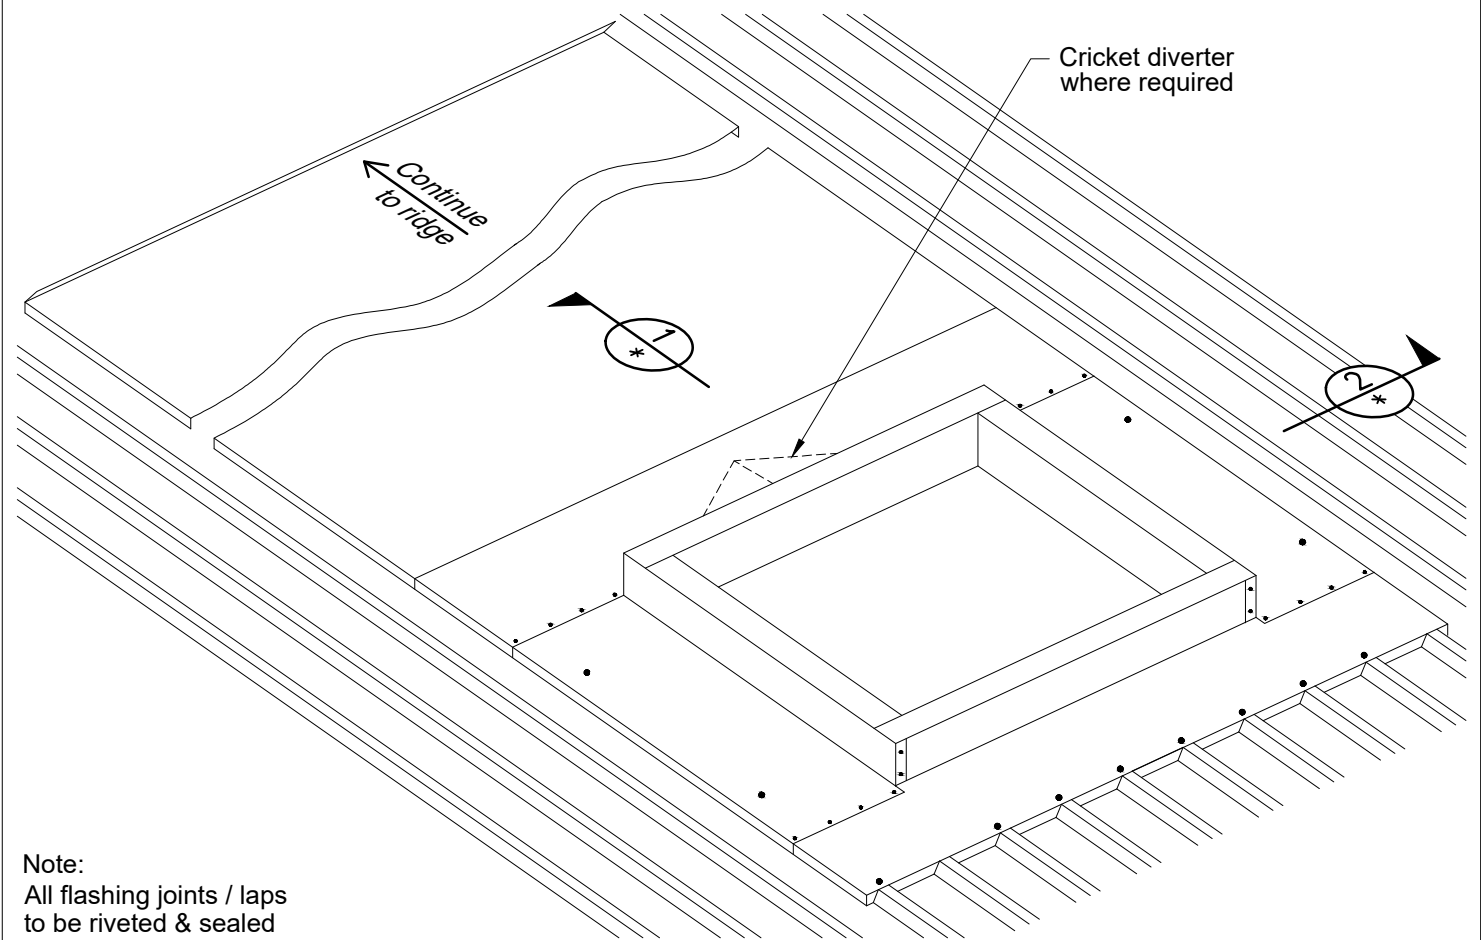 Cricket diverter
where required
Continue
to ridge
1
*
2
*
Note:
All flashing joints / laps
to be riveted & sealed